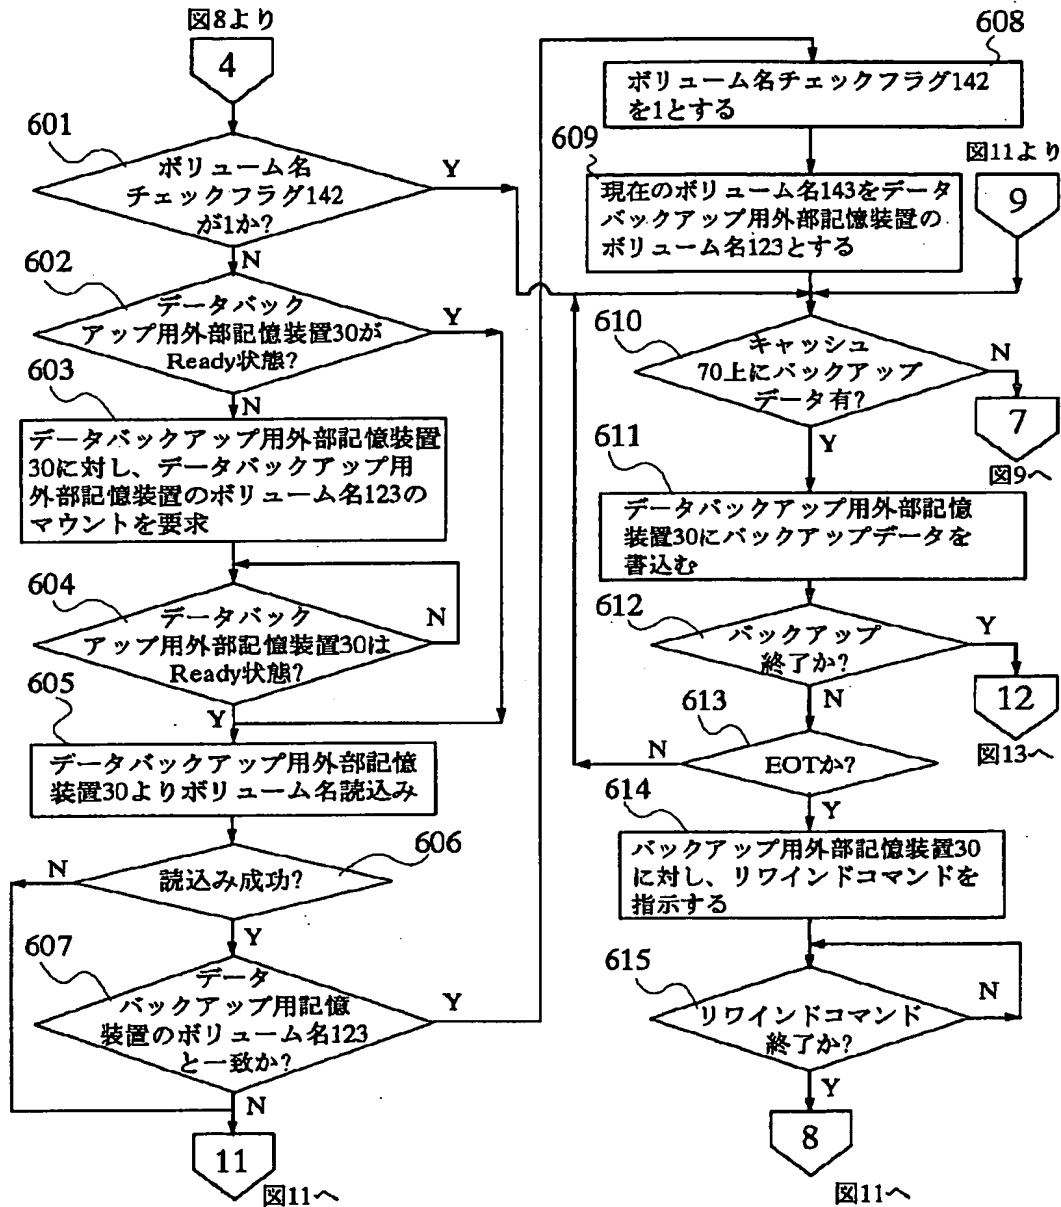 図8より
4
601
ボリューム名
チェックフラグ142
が1か?
Y
N
602
データバック
アップ用外部記憶装置30が
Ready状態?
Y
N
603
データバックアップ用外部記憶装置
30に対し、データバックアップ用
外部記憶装置のボリューム名123の
マウントを要求
604
データバック
アップ用外部記憶装置30は
Ready状態?
N
Y
605
データバックアップ用外部記憶
装置30よりボリューム名読込み
606
読込み成功?
N
Y
607
データ
バックアップ用記憶
装置のボリューム名123
と一致か?
Y
N
11
図11へ
608
ボリューム名チェックフラグ142
を1とする
609
現在のボリューム名143をデータ
バックアップ用外部記憶装置の
ボリューム名123とする
図11より
9
610
キャッシュ
70上にバックアップ
データ有?
N
7
図9へ
Y
611
データバックアップ用外部記憶
装置30にバックアップデータを
書込む
612
バックアップ
終了か?
Y
12
図13へ
N
613
EOTか?
N
Y
614
バックアップ用外部記憶装置30
に対し、リワインドコマンドを
指示する
615
リワインドコマンド
終了か?
N
Y
8
図11へ